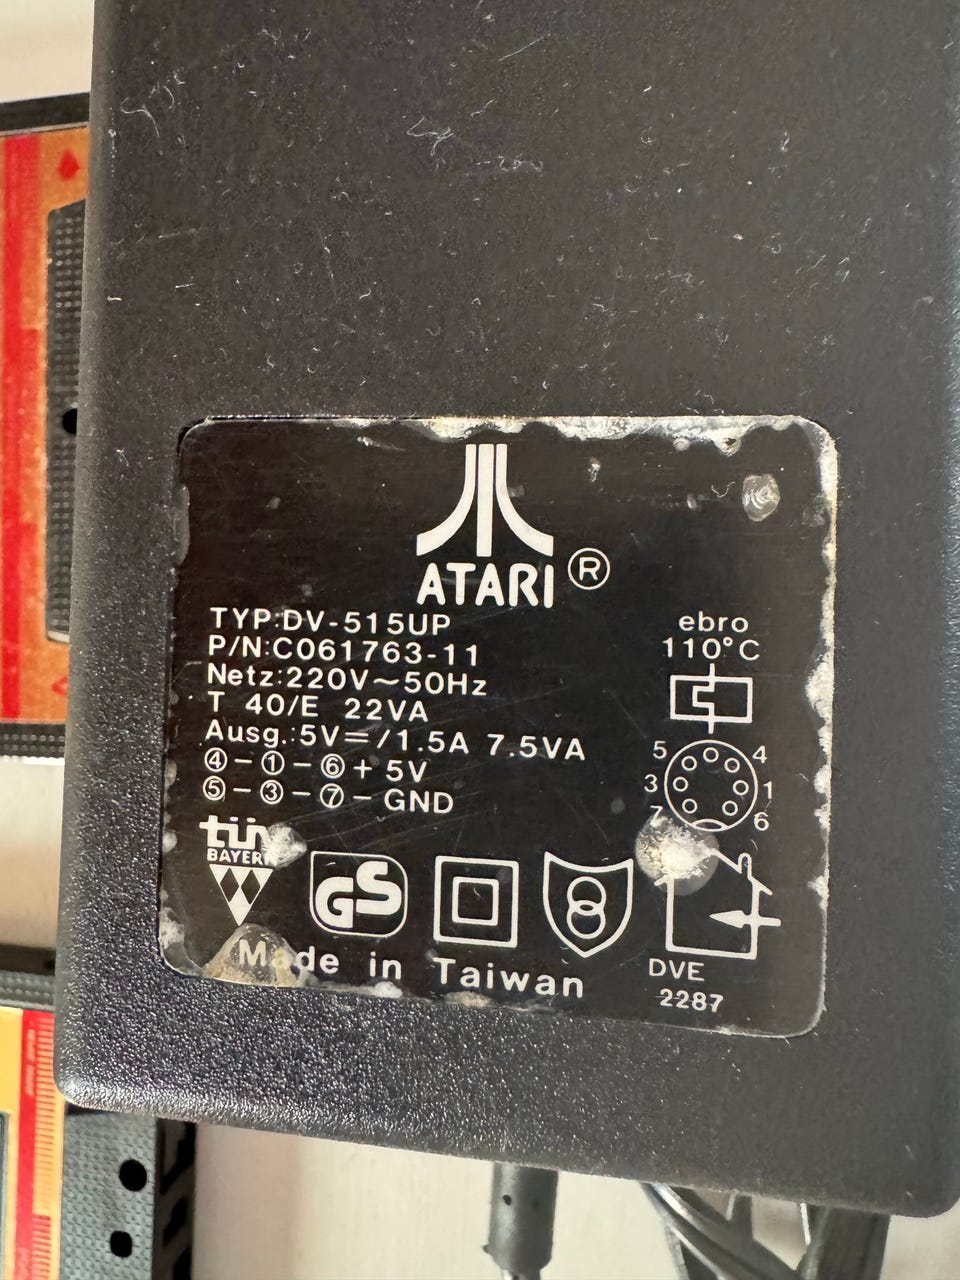 ATARI ®
TYP:DV-515UP
P/N:C061763-11
Netz:220V~50Hz
T 40/E 22VA
Ausg.:5V⎓/1.5A 7.5VA
④-①-⑥+5V
⑤-③-⑦-GND
ebro
110°C
5 4
3 1
7 6
tüv
BAYER
GS
Made in Taiwan
DVE
2287